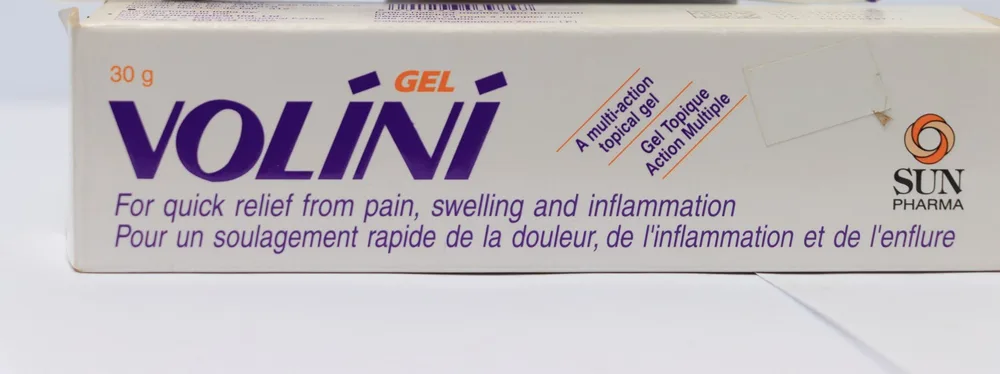 30 g
GEL
VOLINI
A multi-action
topical gel
Gel Topique
Action Multiple
SUN
PHARMA
For quick relief from pain, swelling and inflammation
Pour un soulagement rapide de la douleur, de l'inflammation et de l'enflure